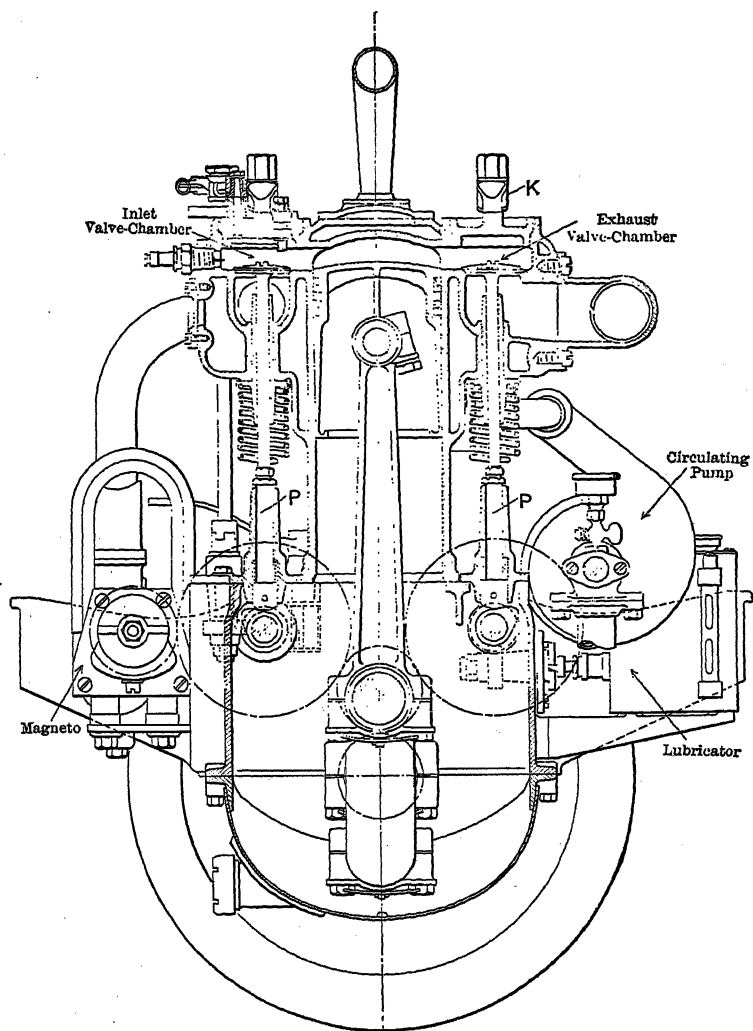 K
Inlet
Valve-Chamber
Exhaust
Valve-Chamber
Circulating
Pump
P
P
Magneto
Lubricator